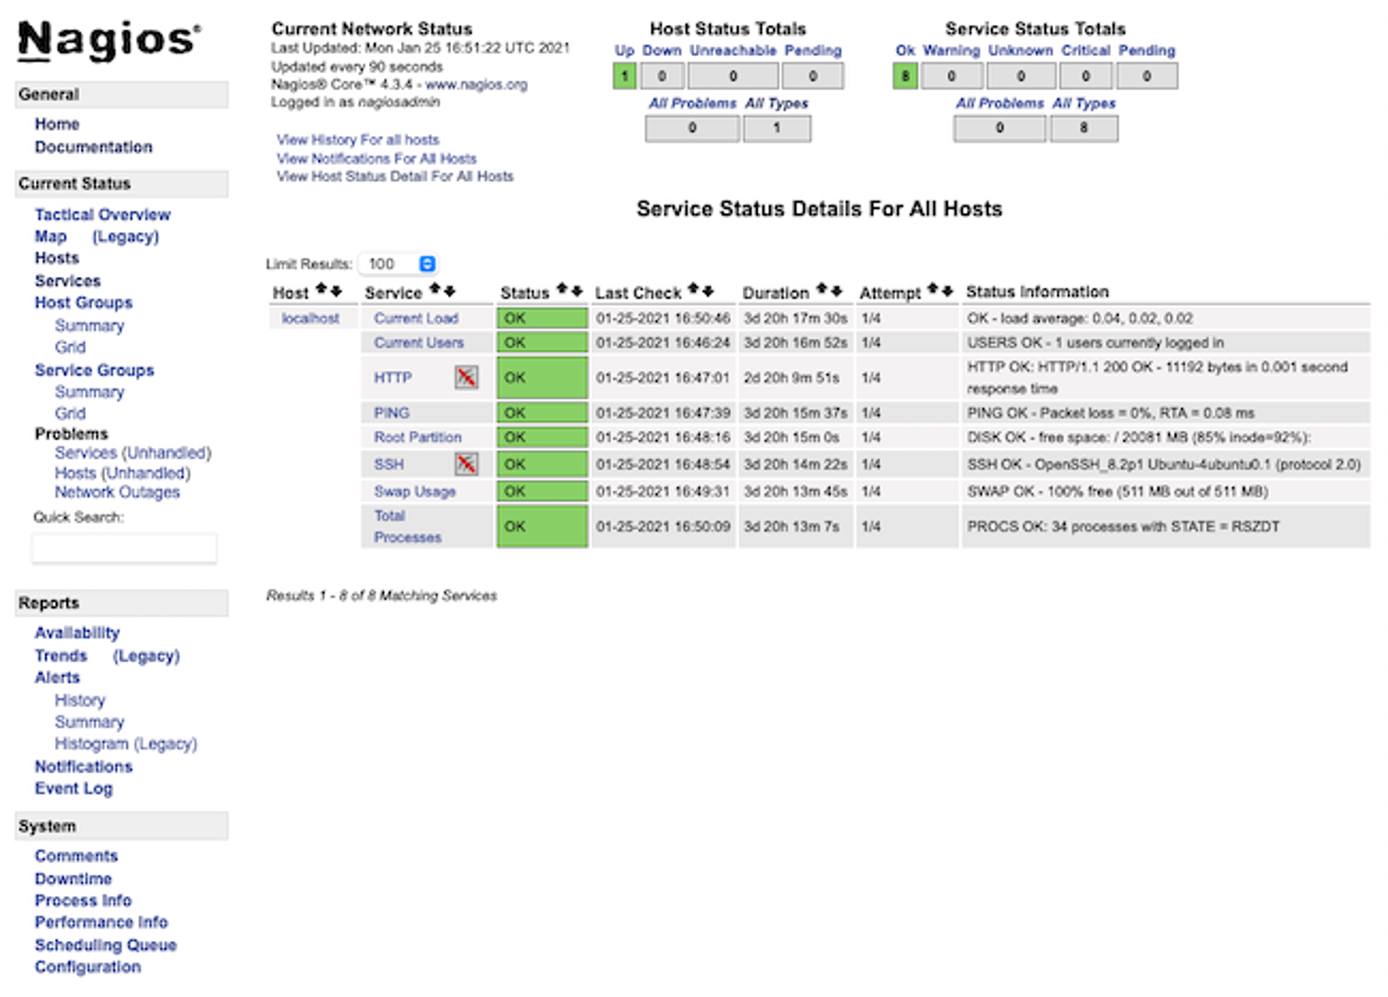 Nagios®
General
Home
Documentation
Current Status
Tactical Overview
Map (Legacy)
Hosts
Services
Host Groups
Summary
Grid
Service Groups
Summary
Grid
Problems
Services (Unhandled)
Hosts (Unhandled)
Network Outages
Quick Search:
Reports
Availability
Trends (Legacy)
Alerts
History
Summary
Histogram (Legacy)
Notifications
Event Log
System
Comments
Downtime
Process Info
Performance Info
Scheduling Queue
Configuration
Current Network Status
Last Updated: Mon Jan 25 16:51:22 UTC 2021
Updated every 90 seconds
Nagios® Core™ 4.3.4 - www.nagios.org
Logged in as nagiosadmin
View History For all hosts
View Notifications For All Hosts
View Host Status Detail For All Hosts
Host Status Totals
Up Down Unreachable Pending
1 0 0 0
All Problems All Types
0 1
Service Status Totals
Ok Warning Unknown Critical Pending
8 0 0 0 0
All Problems All Types
0 8
Service Status Details For All Hosts
Limit Results: 100
Host Service Status Last Check Duration Attempt Status Information
localhost Current Load OK 01-25-2021 16:50:46 3d 20h 17m 30s 1/4 OK - load average: 0.04, 0.02, 0.02
Current Users OK 01-25-2021 16:46:24 3d 20h 16m 52s 1/4 USERS OK - 1 users currently logged in
HTTP OK 01-25-2021 16:47:01 2d 20h 9m 51s 1/4 HTTP OK: HTTP/1.1 200 OK - 11192 bytes in 0.001 second
response time
PING OK 01-25-2021 16:47:39 3d 20h 15m 37s 1/4 PING OK - Packet loss = 0%, RTA = 0.08 ms
Root Partition OK 01-25-2021 16:48:16 3d 20h 15m 0s 1/4 DISK OK - free space: / 20081 MB (85% inode=92%):
SSH OK 01-25-2021 16:48:54 3d 20h 14m 22s 1/4 SSH OK - OpenSSH_8.2p1 Ubuntu-4ubuntu0.1 (protocol 2.0)
Swap Usage OK 01-25-2021 16:49:31 3d 20h 13m 45s 1/4 SWAP OK - 100% free (511 MB out of 511 MB)
Total
Processes OK 01-25-2021 16:50:09 3d 20h 13m 7s 1/4 PROCS OK: 34 processes with STATE = RSZDT
Results 1 - 8 of 8 Matching Services